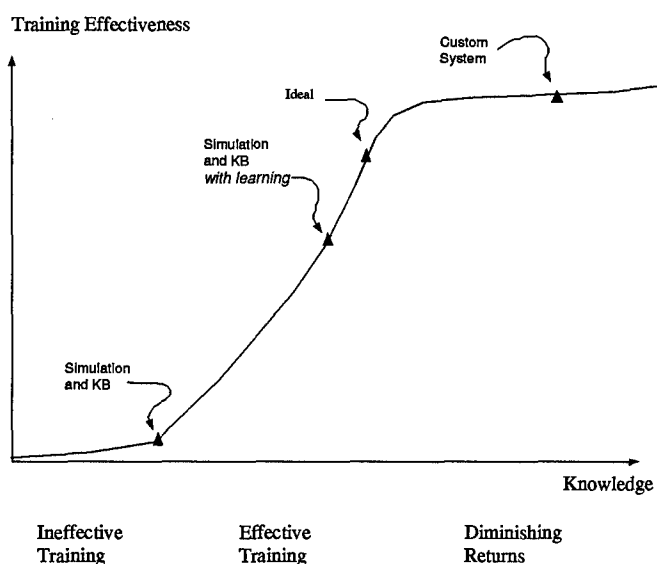 Training Effectiveness
Custom
System
Ideal
Simulation
and KB
with learning
Simulation
and KB
Knowledge
Ineffective
Training
Effective
Training
Diminishing
Returns